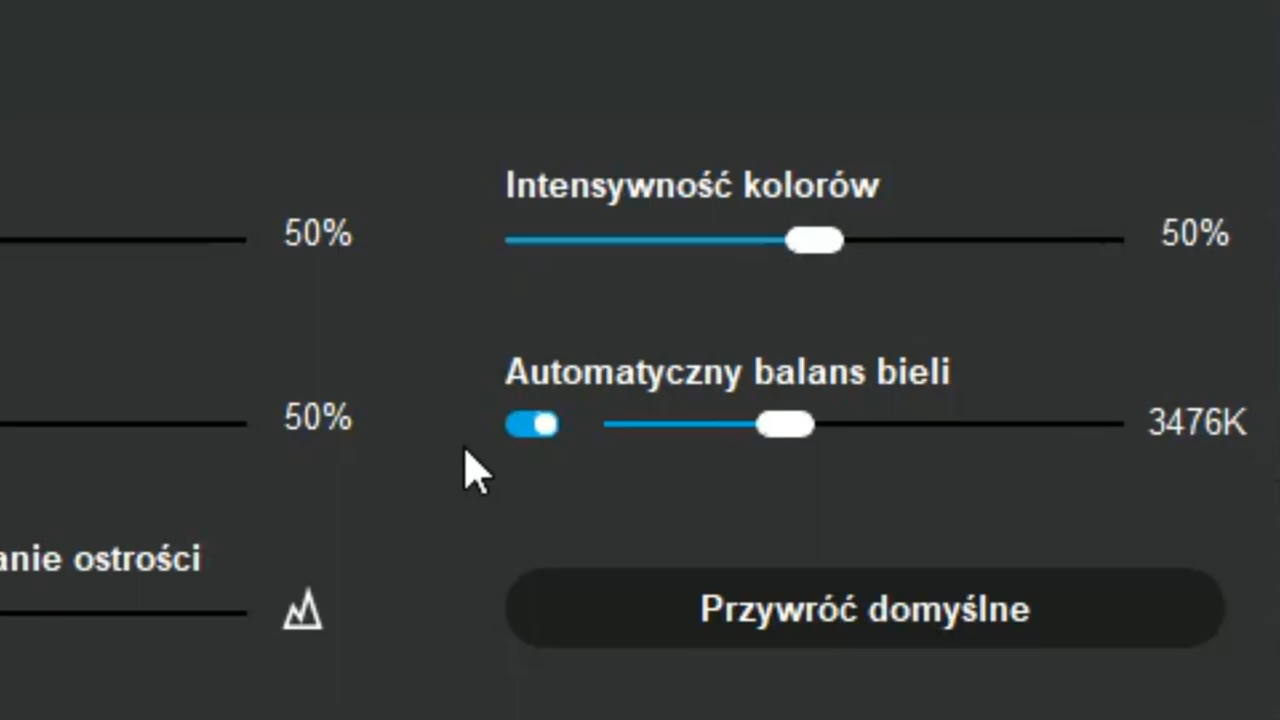 Intensywność kolorów
50%
50%
Automatyczny balans bieli
50%
3476K
anie ostrości
Przywróć domyślne